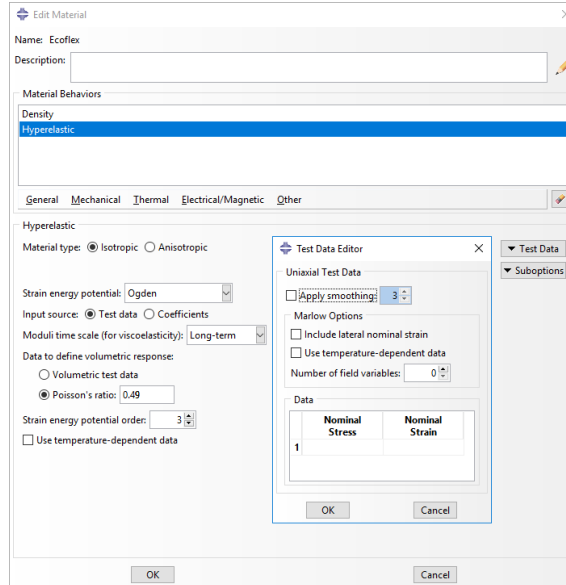 Edit Material
Name: Ecoflex
Description:
Material Behaviors
Density
Hyperelastic
General Mechanical Thermal Electrical/Magnetic Other
Hyperelastic
Material type: Isotropic Anisotropic
Test Data
Suboptions
Strain energy potential: Ogden
Input source: Test data Coefficients
Moduli time scale (for viscoelasticity): Long-term
Data to define volumetric response:
Volumetric test data
Poisson's ratio: 0.49
Strain energy potential order: 3
Use temperature-dependent data
Test Data Editor
Uniaxial Test Data
Apply smoothing: 3
Marlow Options
Include lateral nominal strain
Use temperature-dependent data
Number of field variables: 0
Data
Nominal Stress Nominal Strain
1
OK Cancel
OK Cancel